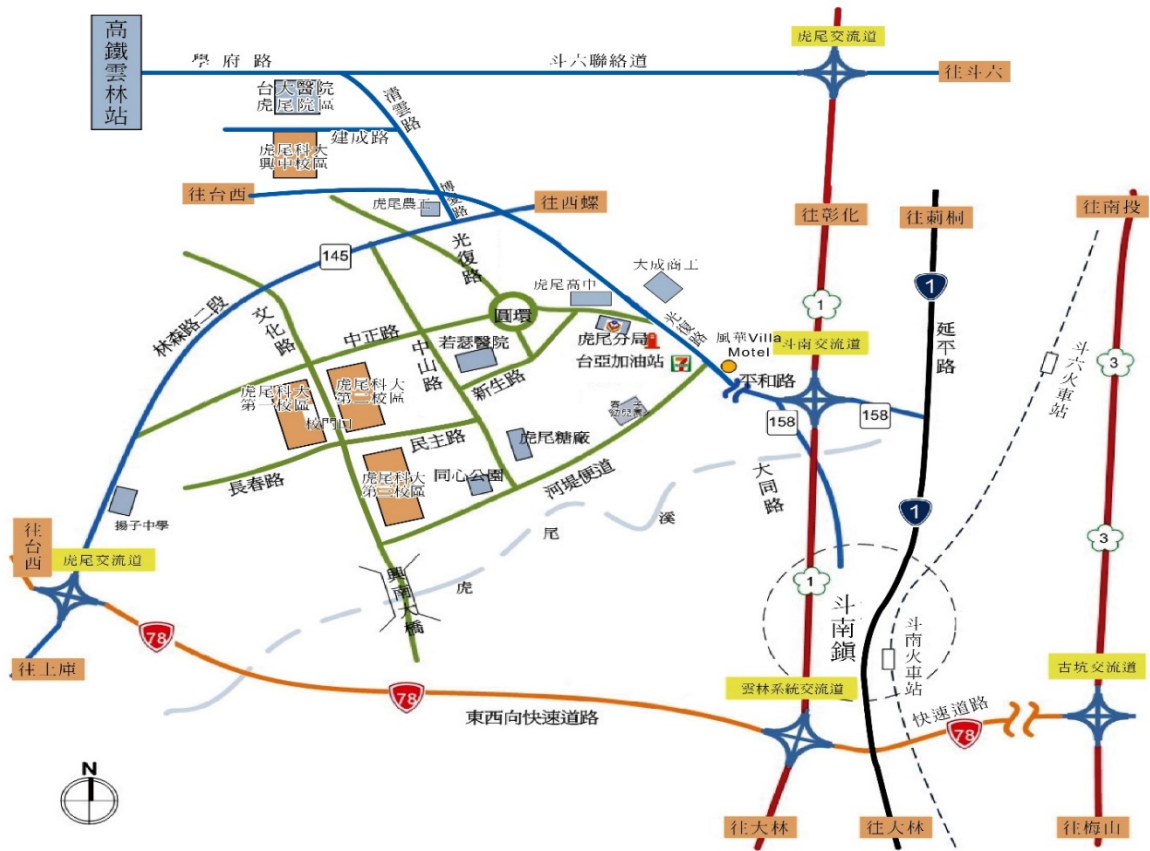 高鐵雲林站
學府路
斗六聯絡道
虎尾交流道
往斗六
台大醫院
虎尾院區
清雲路
建成路
虎尾科大
興中校區
往台西
虎尾農工
博愛路
往西螺
往彰化
往莿桐
往南投
145
光復路
大成商工
虎尾高中
1
1
延平路
林森路二段
文化路
中正路
圓環
中山路
若瑟醫院
新生路
虎尾分局
台亞加油站
7
ELEVEN
光復路
風華Villa
Motel
平和路
斗南交流道
158
158
斗六火車站
3
虎尾科大
第一校區
校門口
虎尾科大
第二校區
民主路
虎尾糖廠
長春路
虎尾科大
第三校區
同心公園
河堤便道
大同路
1
3
揚子中學
往台西
虎尾交流道
虎
尾
溪
興南大橋
1
斗南鎮
斗南火車站
往土庫
78
78
東西向快速道路
雲林系統交流道
快速道路
78
古坑交流道
N
往大林
往大林
往梅山